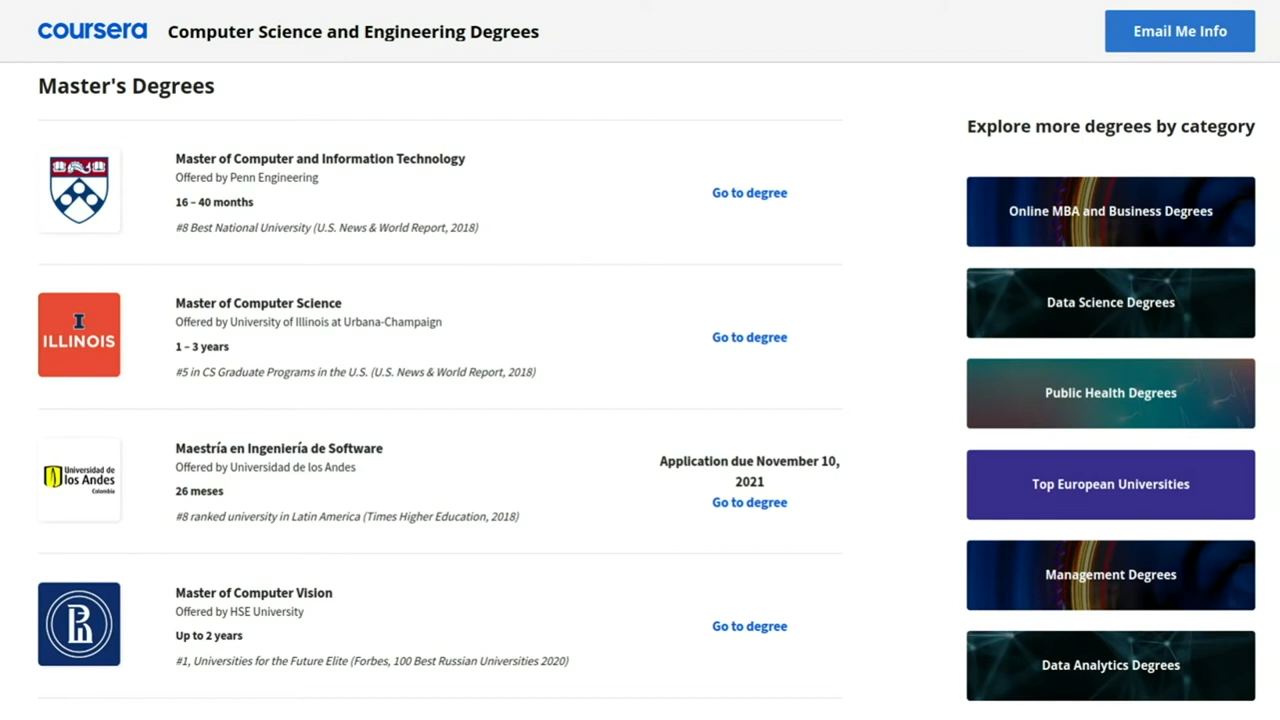 coursera Computer Science and Engineering Degrees
Email Me Info
Master's Degrees
Master of Computer and Information Technology
Offered by Penn Engineering
16 – 40 months
#8 Best National University (U.S. News & World Report, 2018)
Go to degree
I
ILLINOIS
Master of Computer Science
Offered by University of Illinois at Urbana-Champaign
1 – 3 years
#5 in CS Graduate Programs in the U.S. (U.S. News & World Report, 2018)
Go to degree
Universidad de
los Andes
Colombia
Maestría en Ingeniería de Software
Offered by Universidad de los Andes
26 meses
#8 ranked university in Latin America (Times Higher Education, 2018)
Application due November 10,
2021
Go to degree
Master of Computer Vision
Offered by HSE University
Up to 2 years
#1, Universities for the Future Elite (Forbes, 100 Best Russian Universities 2020)
Go to degree
Explore more degrees by category
Online MBA and Business Degrees
Data Science Degrees
Public Health Degrees
Top European Universities
Management Degrees
Data Analytics Degrees